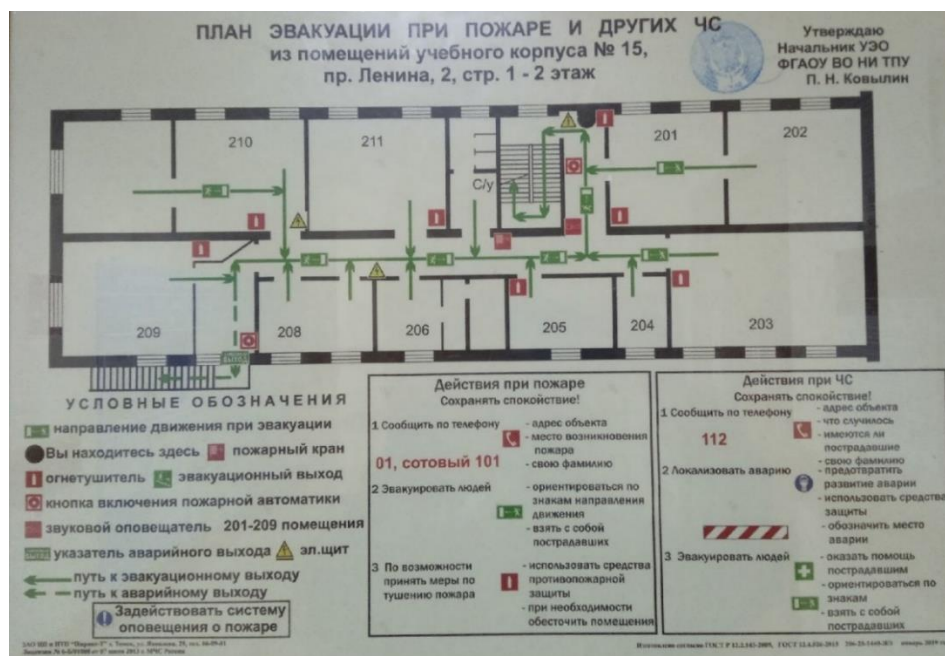 ПЛАН ЭВАКУАЦИИ ПРИ ПОЖАРЕ И ДРУГИХ ЧС
из помещений учебного корпуса № 15,
пр. Ленина, 2, стр. 1 - 2 этаж
Утверждаю
Начальник УЭО
ФГАОУ ВО НИ ТПУ
П. Н. Ковылин
210
211
С/у
201
202
209
208
206
205
204
203
УСЛОВНЫЕ ОБОЗНАЧЕНИЯ
направление движения при эвакуации
Вы находитесь здесь
пожарный кран
огнетушитель
эвакуационный выход
кнопка включения пожарной автоматики
звуковой оповещатель
201-209 помещения
указатель аварийного выхода
эл.щит
путь к эвакуационному выходу
путь к аварийному выходу
Задействовать систему
оповещения о пожаре
Действия при пожаре
Сохранять спокойствие!
1 Сообщить по телефону
01, сотовый 101
- адрес объекта
- место возникновения
пожара
- свою фамилию
2 Эвакуировать людей
- ориентироваться по
знакам направления
движения
- взять с собой
пострадавших
3 По возможности
принять меры по
тушению пожара
- использовать средства
противопожарной
защиты
- при необходимости
обесточить помещения
Действия при ЧС
Сохранять спокойствие!
1 Сообщить по телефону
112
- адрес объекта
- что случилось
- имеются ли
пострадавшие
- свою фамилию
2 Локализовать аварию
- предотвратить
развитие аварии
- использовать средства
защиты
- обозначить место
аварии
3 Эвакуировать людей
- оказать помощь
пострадавшим
- ориентироваться по
знакам
- взять с собой
пострадавших